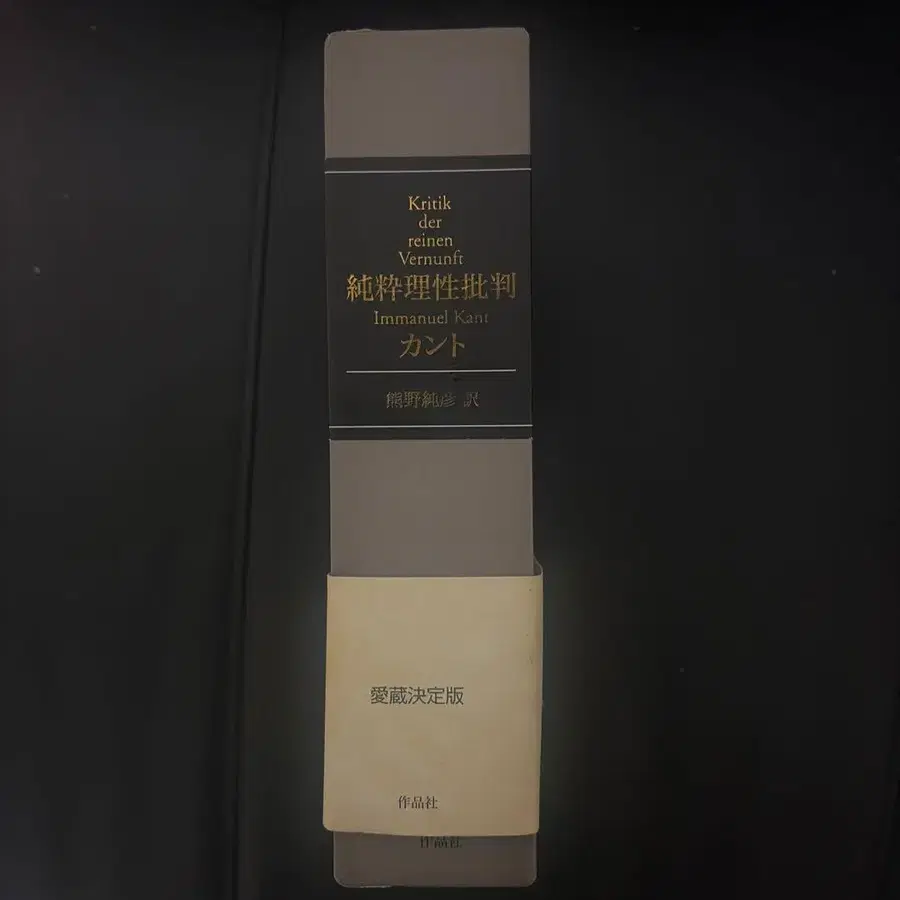 Kritik
der
reinen
Vernunft
純粋理性批判
Immanuel Kant
カント
熊野純彦 訳
愛蔵決定版
作品社
作品社